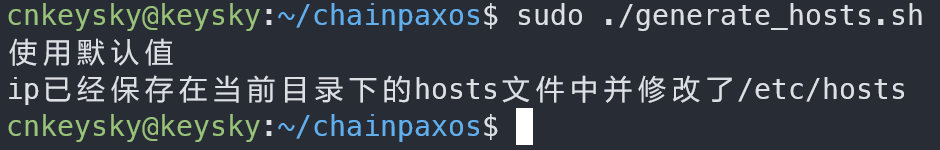 cnkeysky@keysky:~/chainpaxos$ sudo ./generate_hosts.sh
使用默认值
ip已经保存在当前目录下的hosts文件中并修改了/etc/hosts
cnkeysky@keysky:~/chainpaxos$